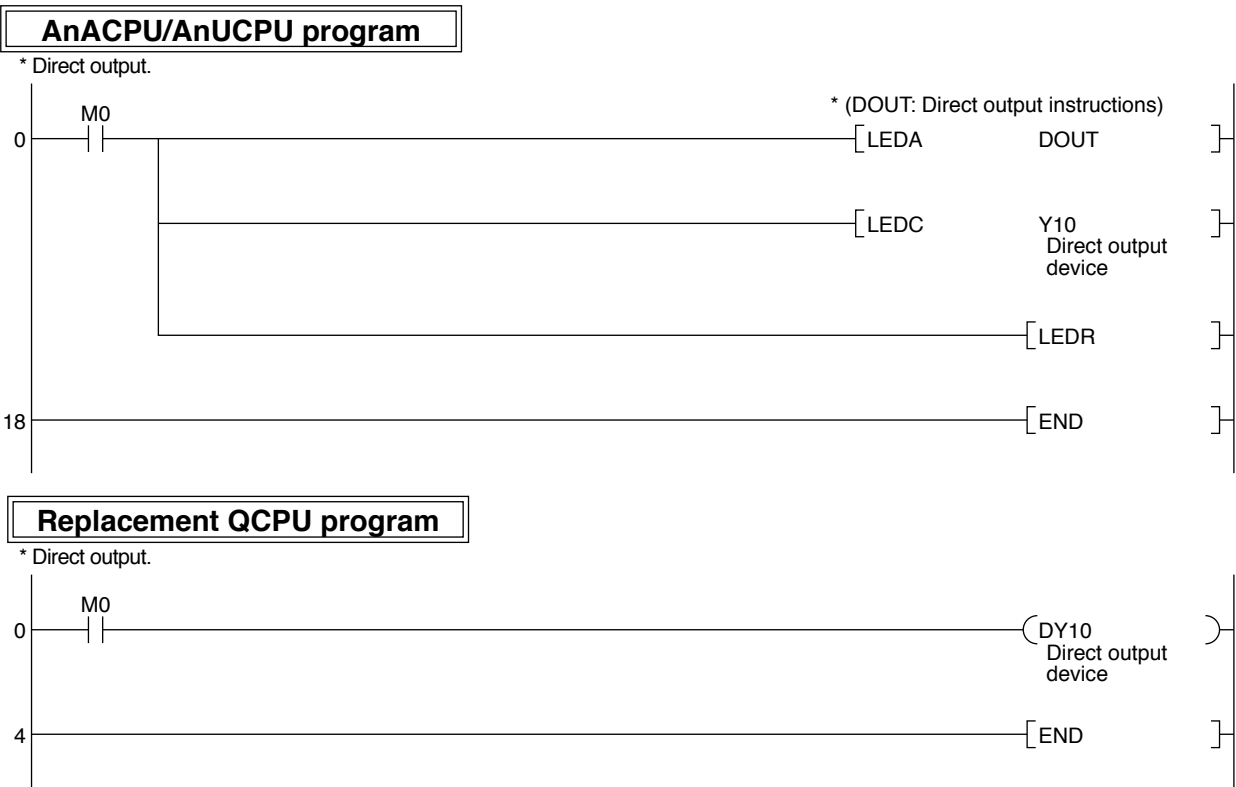 AnACPU/AnUCPU program
* Direct output.
* (DOUT: Direct output instructions)
M0
0
LEDA DOUT
LEDC Y10
Direct output
device
LEDR
18
END
Replacement QCPU program
* Direct output.
M0
0
DY10
Direct output
device
4
END